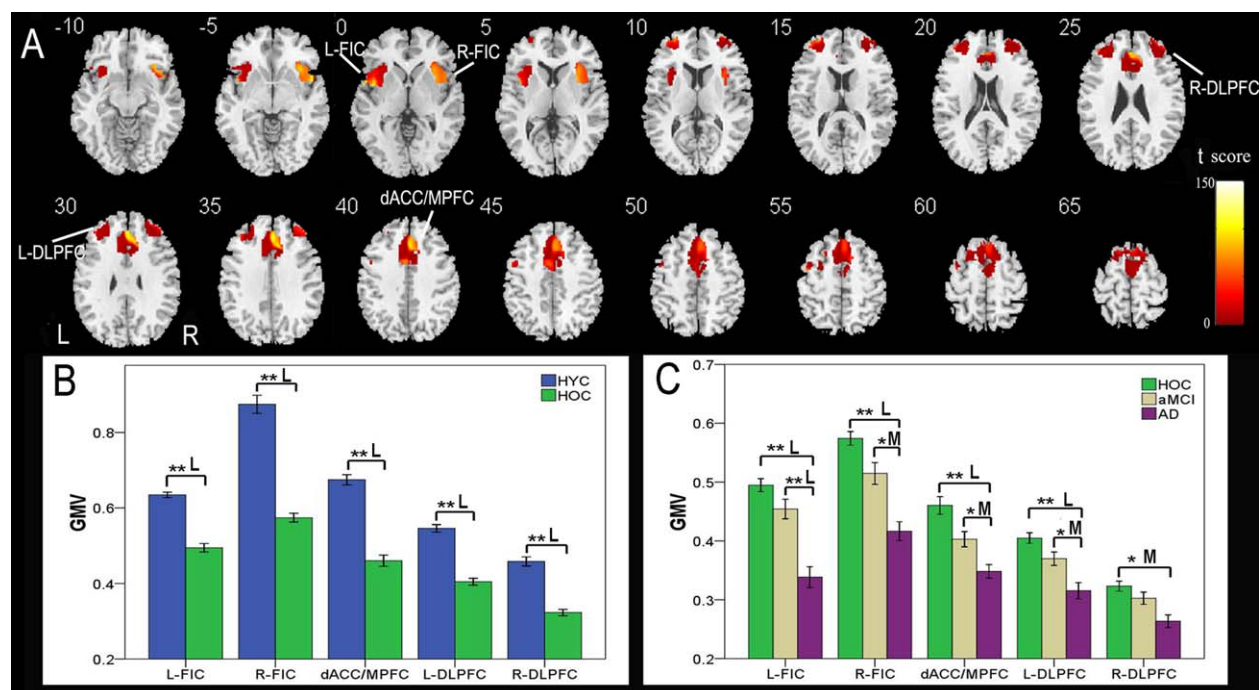 A
-10 -5 0 5 10 15 20 25
L-FIC R-FIC
R-DLPFC
t score
150
0
dACC/MPFC
30 35 40 45 50 55 60 65
L-DLPFC
L R
B
HYC
HOC
GMV
0.8
0.6
0.4
0.2
** L
** L
** L
** L
** L
L-FIC R-FIC dACC/MPFC L-DLPFC R-DLPFC
C
HOC
aMCI
AD
GMV
0.7
0.6
0.5
0.4
0.3
0.2
** L
** L
** L
* M
** L
* M
** L
* M
* M
L-FIC R-FIC dACC/MPFC L-DLPFC R-DLPFC